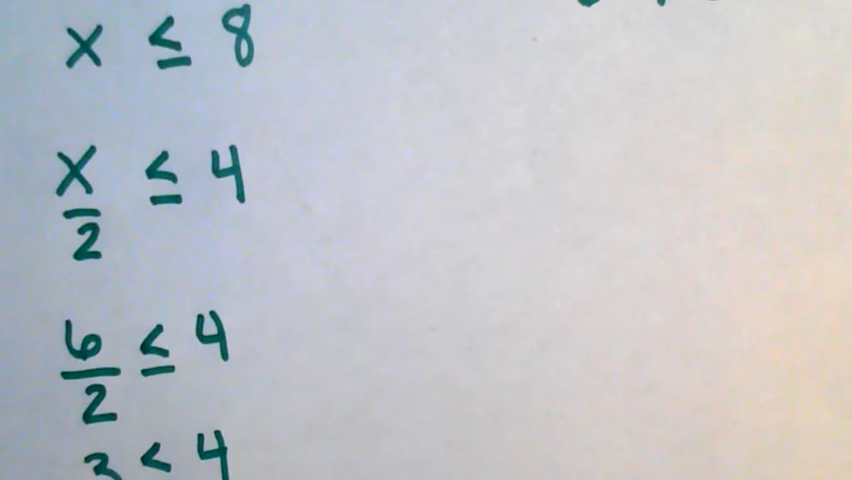 x ≤ 8
x/2 ≤ 4
6/2 ≤ 4
3 < 4